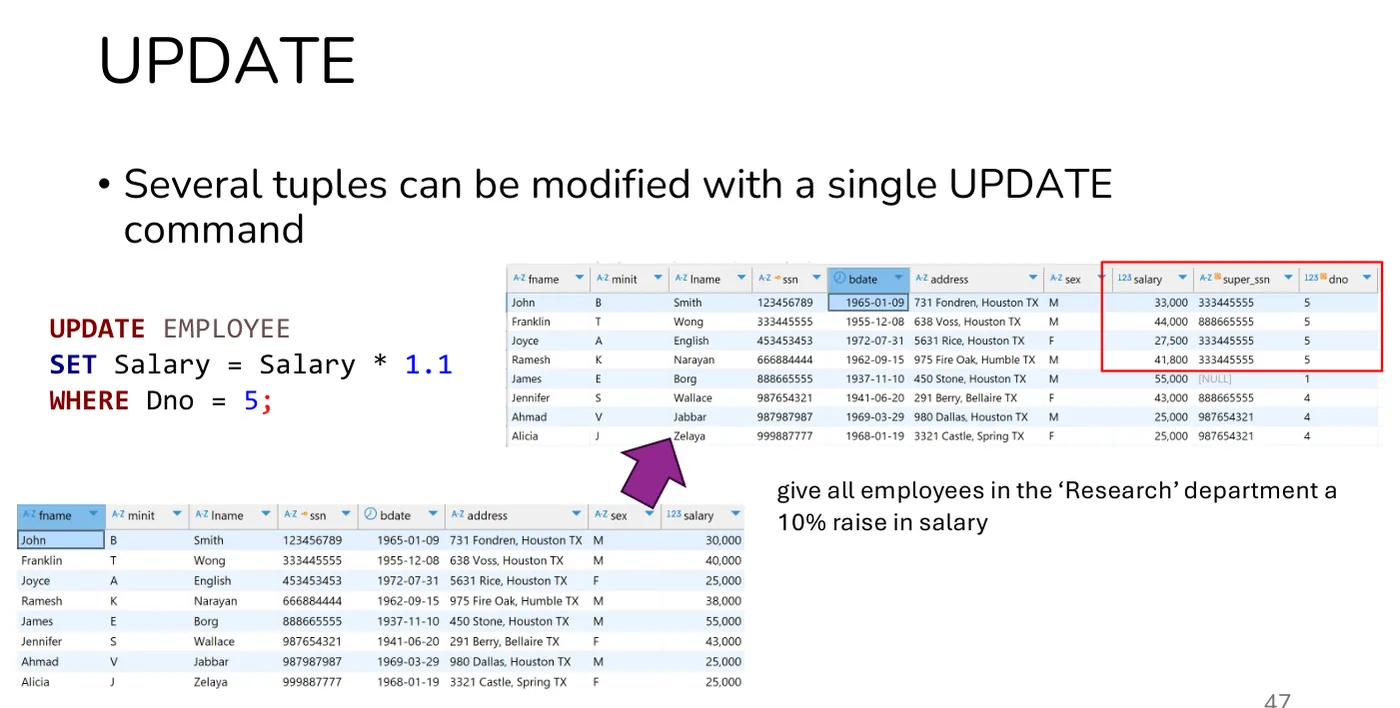 UPDATE
• Several tuples can be modified with a single UPDATE
command
UPDATE EMPLOYEE
SET Salary = Salary * 1.1
WHERE Dno = 5;
A-Z fname A-Z minit A-Z lname A-Z ssn bdate A-Z address A-Z sex 123 salary A-Z super_ssn 123 dno
John B Smith 123456789 1965-01-09 731 Fondren, Houston TX M 33,000 333445555 5
Franklin T Wong 333445555 1955-12-08 638 Voss, Houston TX M 44,000 888665555 5
Joyce A English 453453453 1972-07-31 5631 Rice, Houston TX F 27,500 333445555 5
Ramesh K Narayan 666884444 1962-09-15 975 Fire Oak, Humble TX M 41,800 333445555 5
James E Borg 888665555 1937-11-10 450 Stone, Houston TX M 55,000 [NULL] 1
Jennifer S Wallace 987654321 1941-06-20 291 Berry, Bellaire TX F 43,000 888665555 4
Ahmad V Jabbar 987987987 1969-03-29 980 Dallas, Houston TX M 25,000 987654321 4
Alicia J Zelaya 999887777 1968-01-19 3321 Castle, Spring TX F 25,000 987654321 4
give all employees in the ‘Research’ department a
10% raise in salary
A-Z fname A-Z minit A-Z lname A-Z ssn bdate A-Z address A-Z sex 123 salary
John B Smith 123456789 1965-01-09 731 Fondren, Houston TX M 30,000
Franklin T Wong 333445555 1955-12-08 638 Voss, Houston TX M 40,000
Joyce A English 453453453 1972-07-31 5631 Rice, Houston TX F 25,000
Ramesh K Narayan 666884444 1962-09-15 975 Fire Oak, Humble TX M 38,000
James E Borg 888665555 1937-11-10 450 Stone, Houston TX M 55,000
Jennifer S Wallace 987654321 1941-06-20 291 Berry, Bellaire TX F 43,000
Ahmad V Jabbar 987987987 1969-03-29 980 Dallas, Houston TX M 25,000
Alicia J Zelaya 999887777 1968-01-19 3321 Castle, Spring TX F 25,000
47